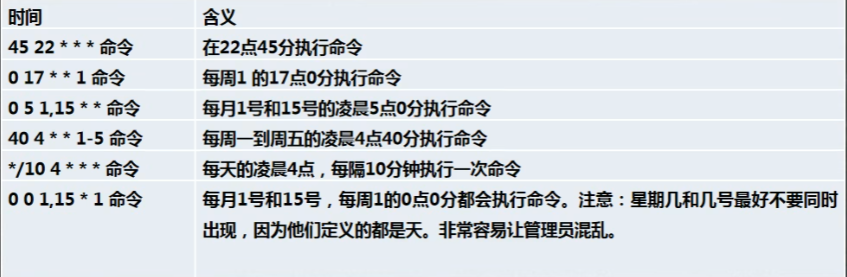 时间 含义
45 22 * * * 命令 在22点45分执行命令
0 17 * * 1 命令 每周1 的17点0分执行命令
0 5 1,15 * * 命令 每月1号和15号的凌晨5点0分执行命令
40 4 * * 1-5 命令 每周一到周五的凌晨4点40分执行命令
*/10 4 * * * 命令 每天的凌晨4点，每隔10分钟执行一次命令
0 0 1,15 * 1 命令 每月1号和15号，每周1的0点0分都会执行命令。注意：星期几和几号最好不要同时
出现，因为他们定义的都是天。非常容易让管理员混乱。